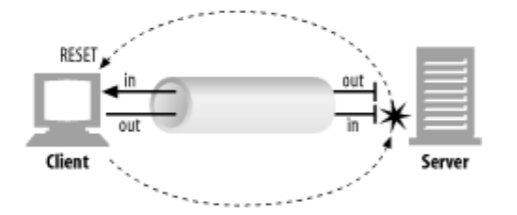 RESET
in
out
out
in
Client
Server